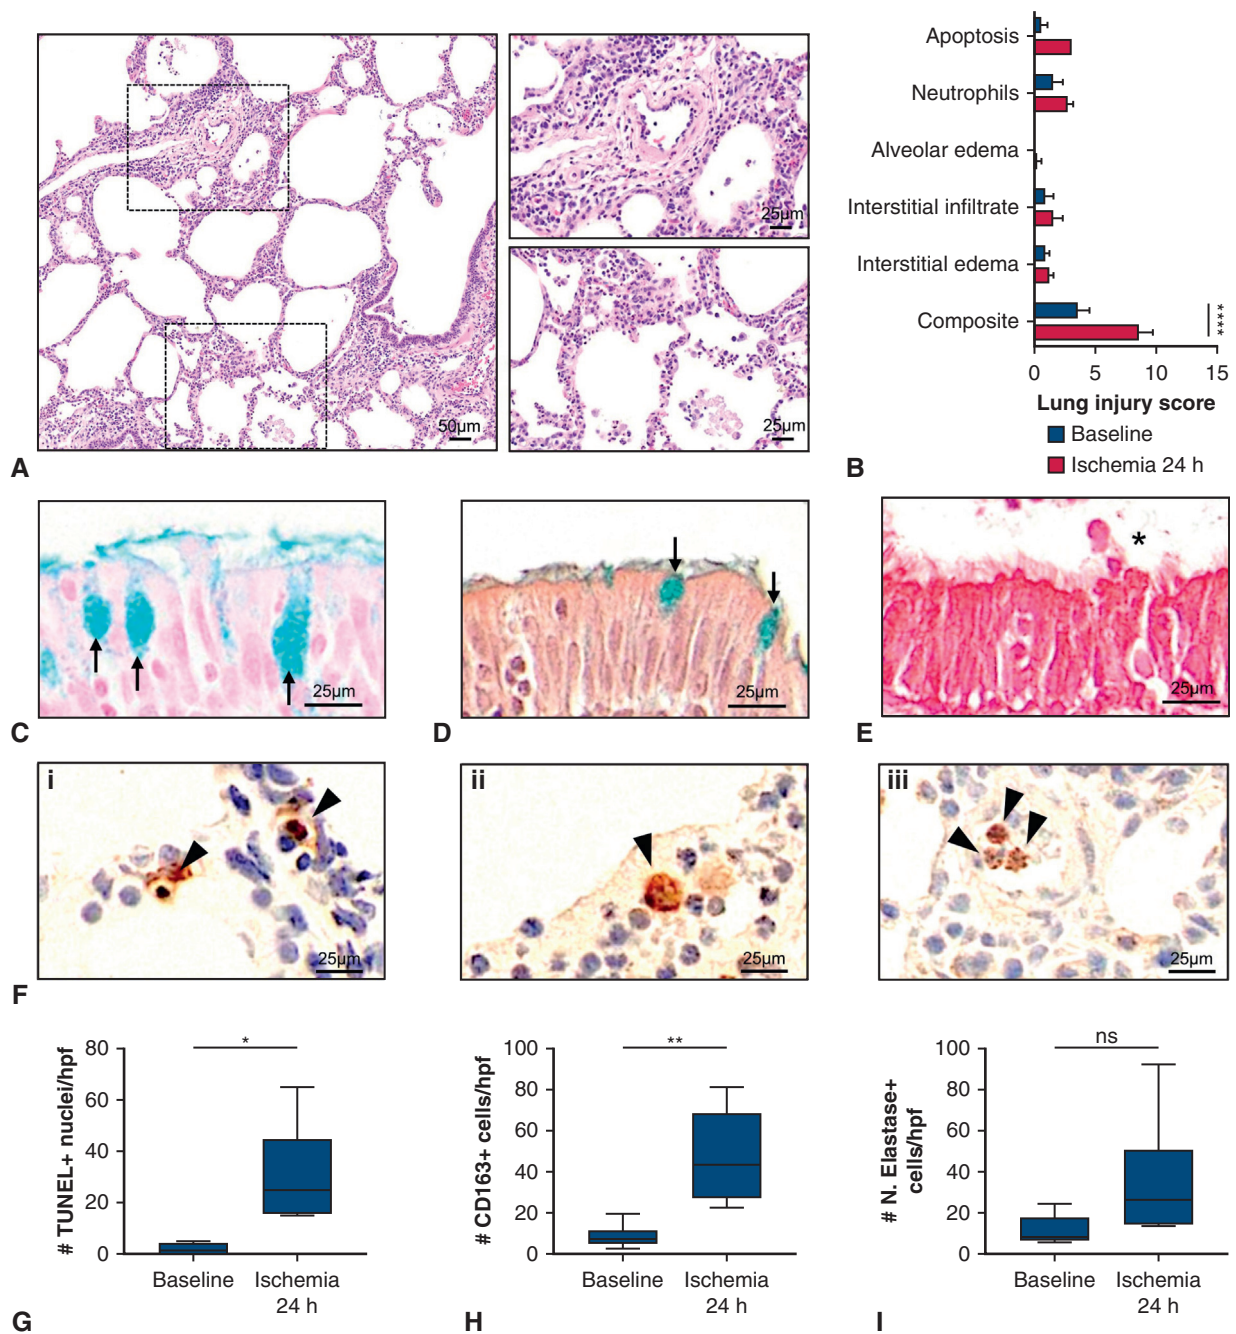 50µm
25µm
25µm
A
Apoptosis
Neutrophils
Alveolar edema
Interstitial infiltrate
Interstitial edema
Composite
****
0 5 10 15
Lung injury score
Baseline
Ischemia 24 h
B
25µm
C
25µm
D
*
25µm
E
i
25µm
ii
25µm
iii
25µm
F
# TUNEL+ nuclei/hpf
80
60
40
20
0
*
Baseline
Ischemia
24 h
G
# CD163+ cells/hpf
100
80
60
40
20
0
**
Baseline
Ischemia
24 h
H
# N. Elastase+
cells/hpf
100
80
60
40
20
0
ns
Baseline
Ischemia
24 h
I